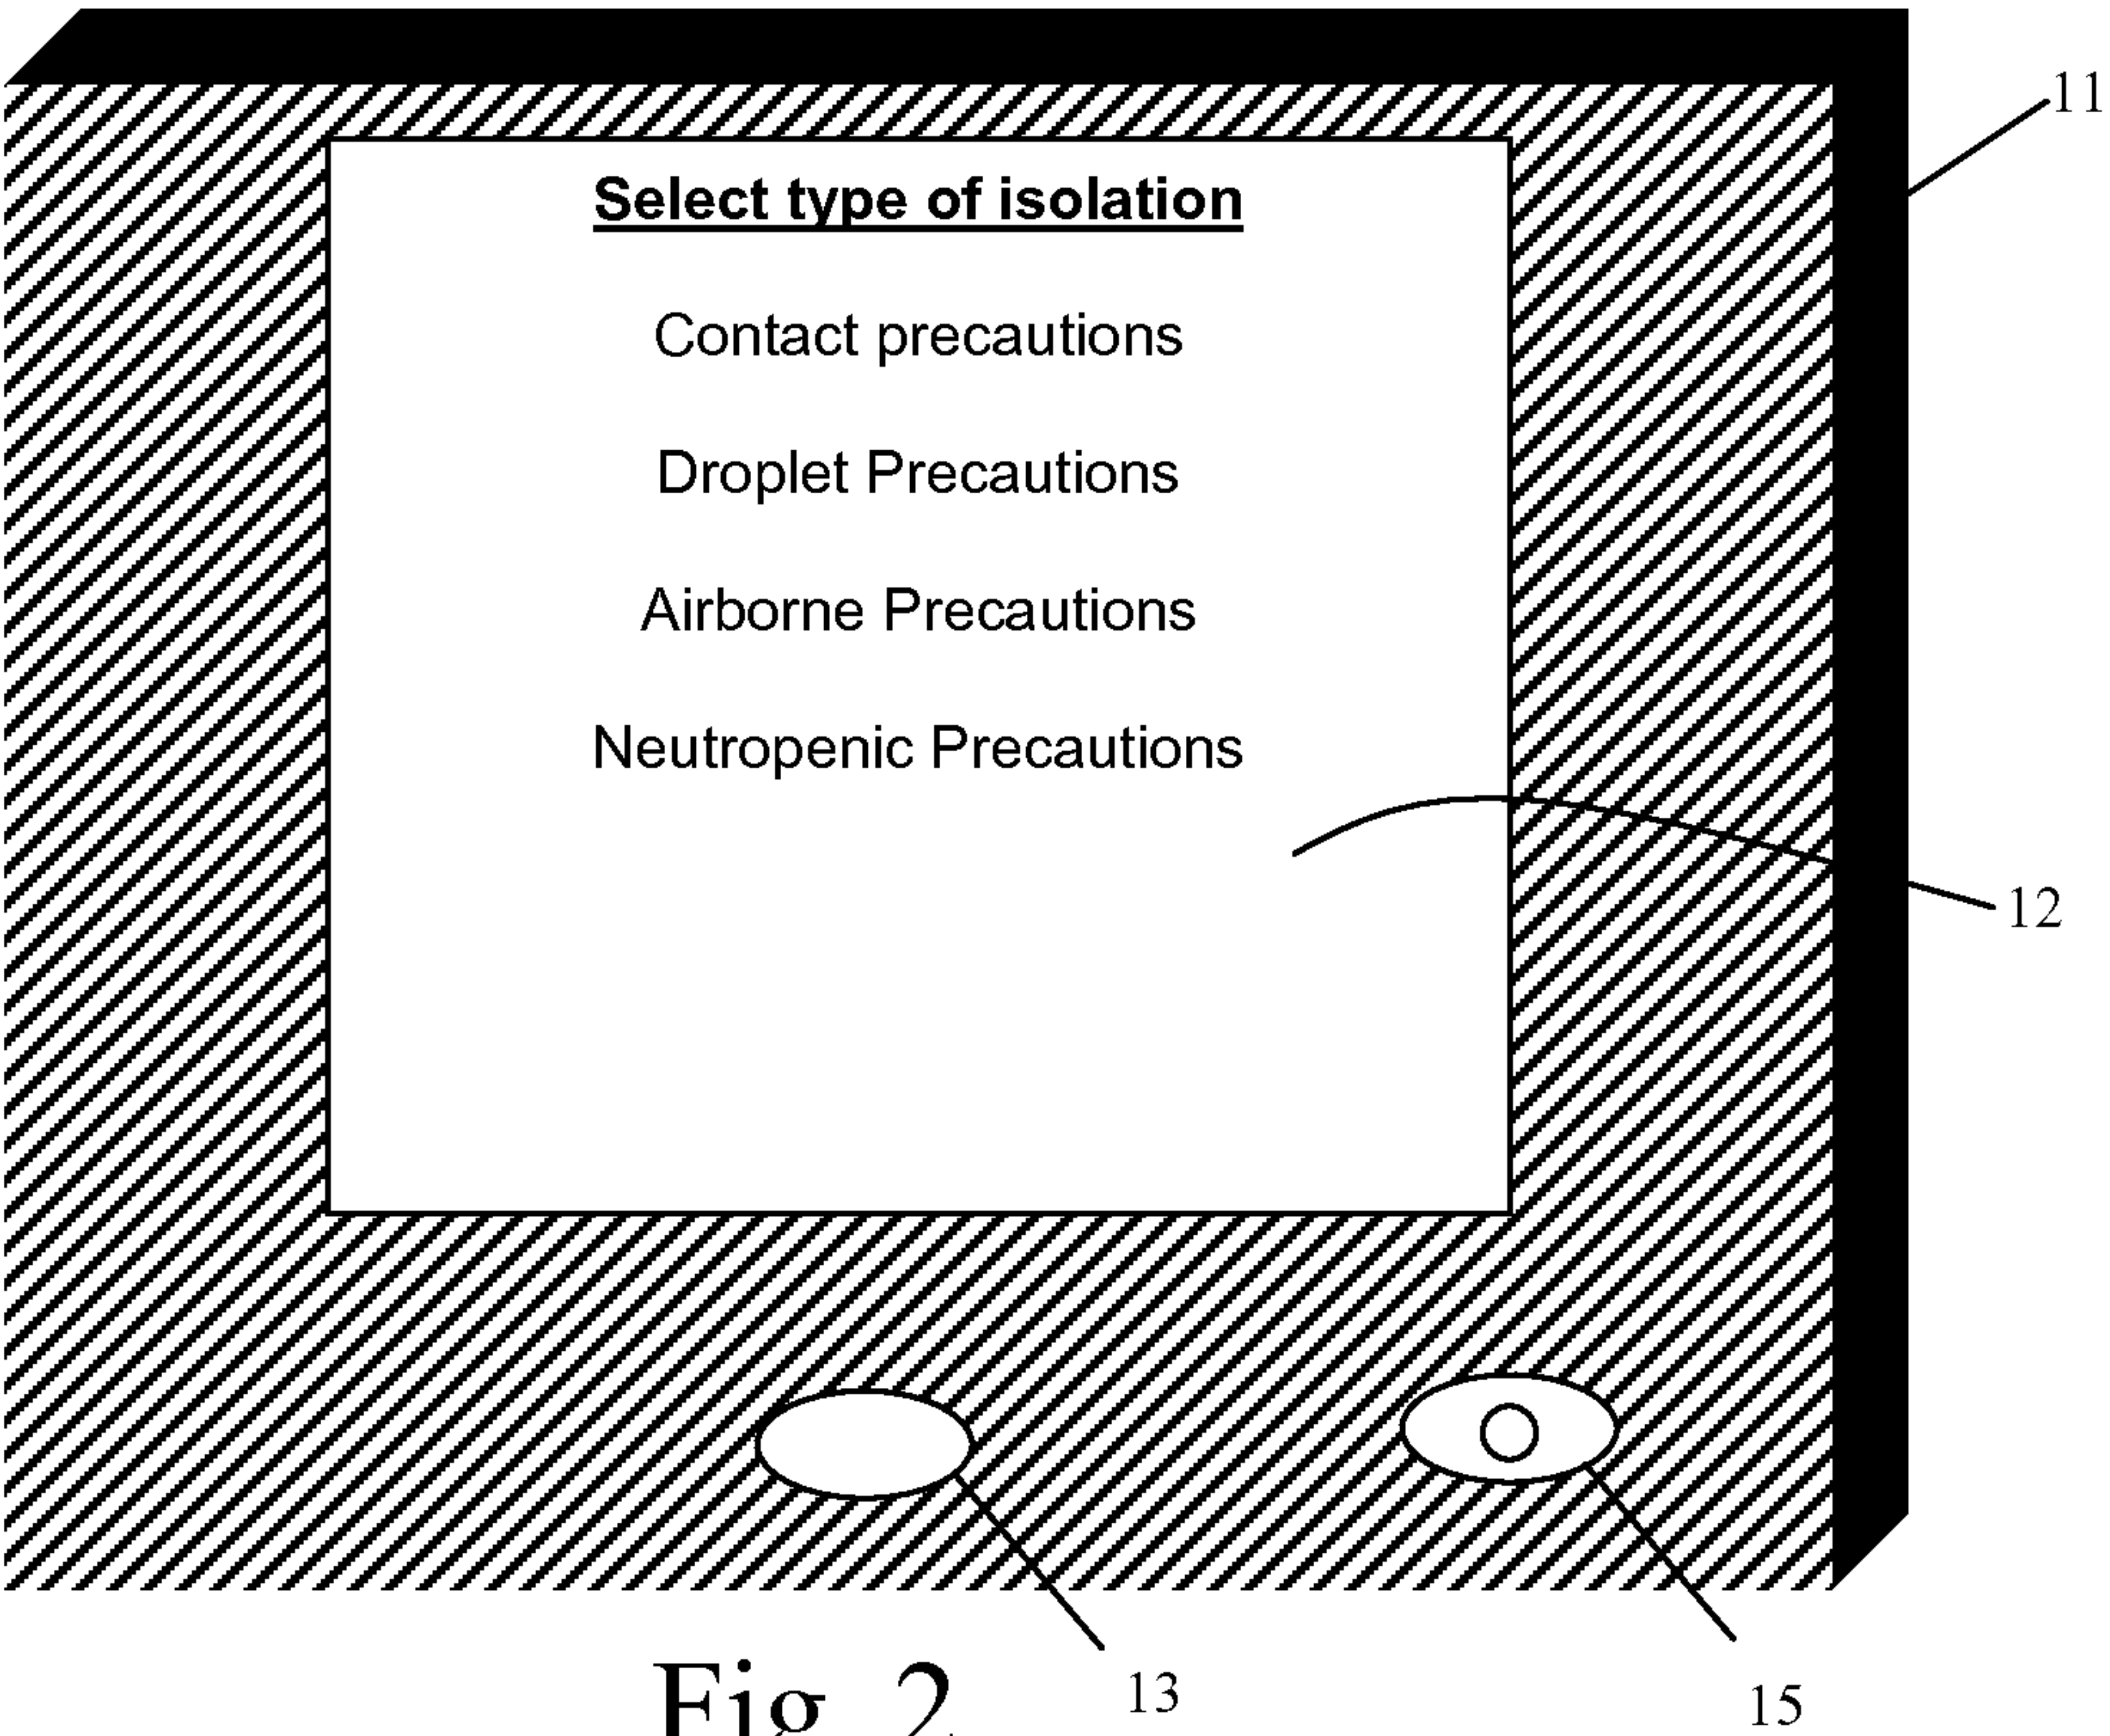 11
Select type of isolation
Contact precautions
Droplet Precautions
Airborne Precautions
Neutropenic Precautions
12
13
15
Fig. 2